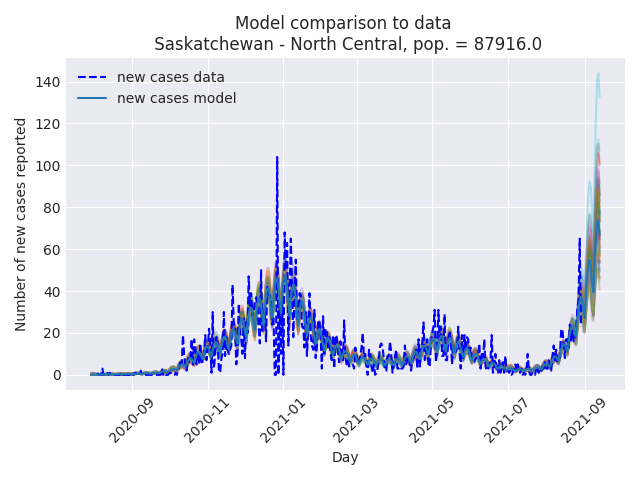 Model comparison to data
Saskatchewan - North Central, pop. = 87916.0
new cases data
new cases model
Number of new cases reported
140
120
100
80
60
40
20
0
2020-09
2020-11
2021-01
2021-03
2021-05
2021-07
2021-09
Day